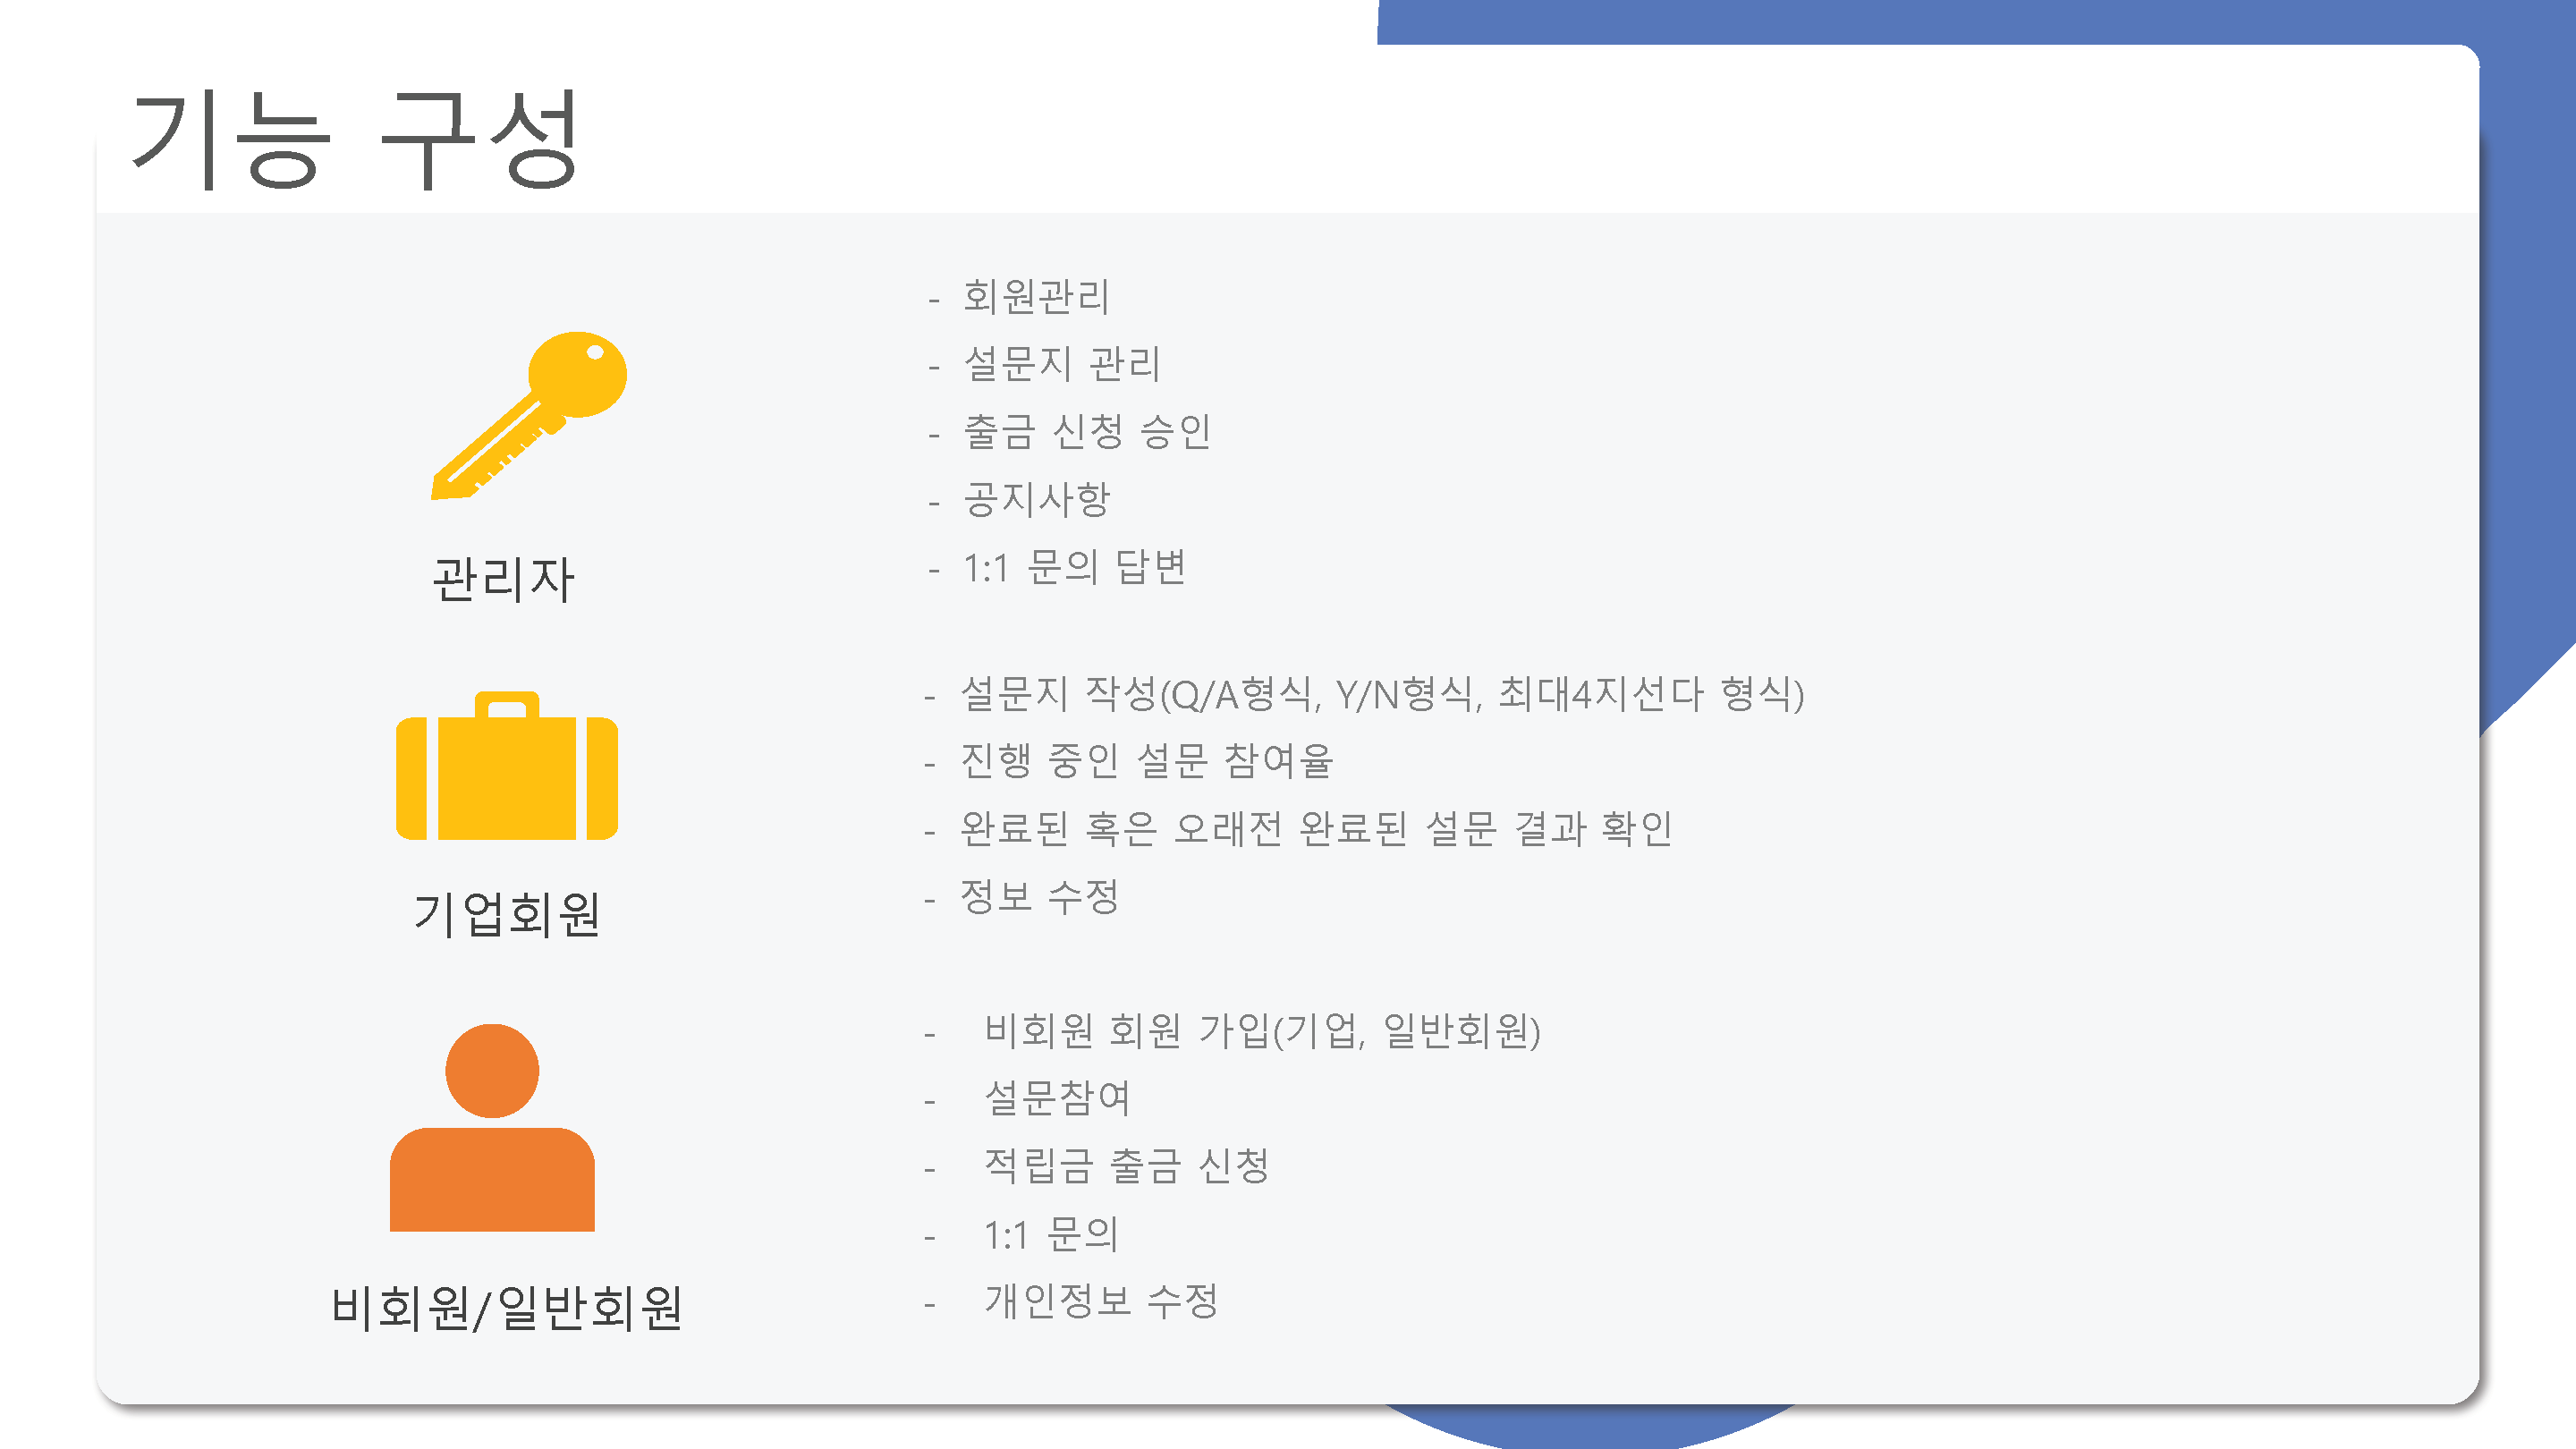 기능 구성
- 회원관리
- 설문지 관리
- 출금 신청 승인
- 공지사항
- 1:1 문의 답변
관리자
- 설문지 작성(Q/A형식, Y/N형식, 최대4지선다 형식)
- 진행 중인 설문 참여율
- 완료된 혹은 오래전 완료된 설문 결과 확인
- 정보 수정
기업회원
- 비회원 회원 가입(기업, 일반회원)
- 설문참여
- 적립금 출금 신청
- 1:1 문의
- 개인정보 수정
비회원/일반회원